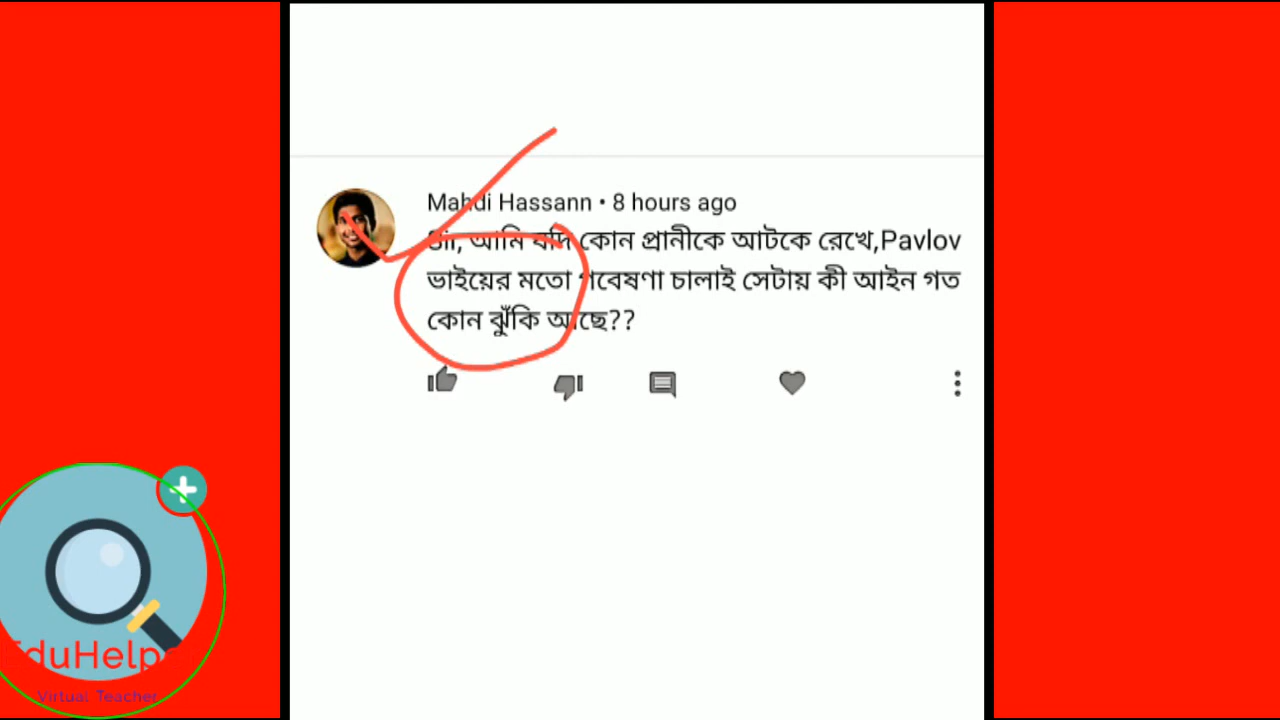 Mahdi Hassann • 8 hours ago
Sir, আমি যদি কোন প্রানীকে আটকে রেখে,Pavlov
ভাইয়ের মতো গবেষণা চালাই সেটায় কী আইন গত
কোন ঝুঁকি আছে??
EduHelp
Virtual Teacher